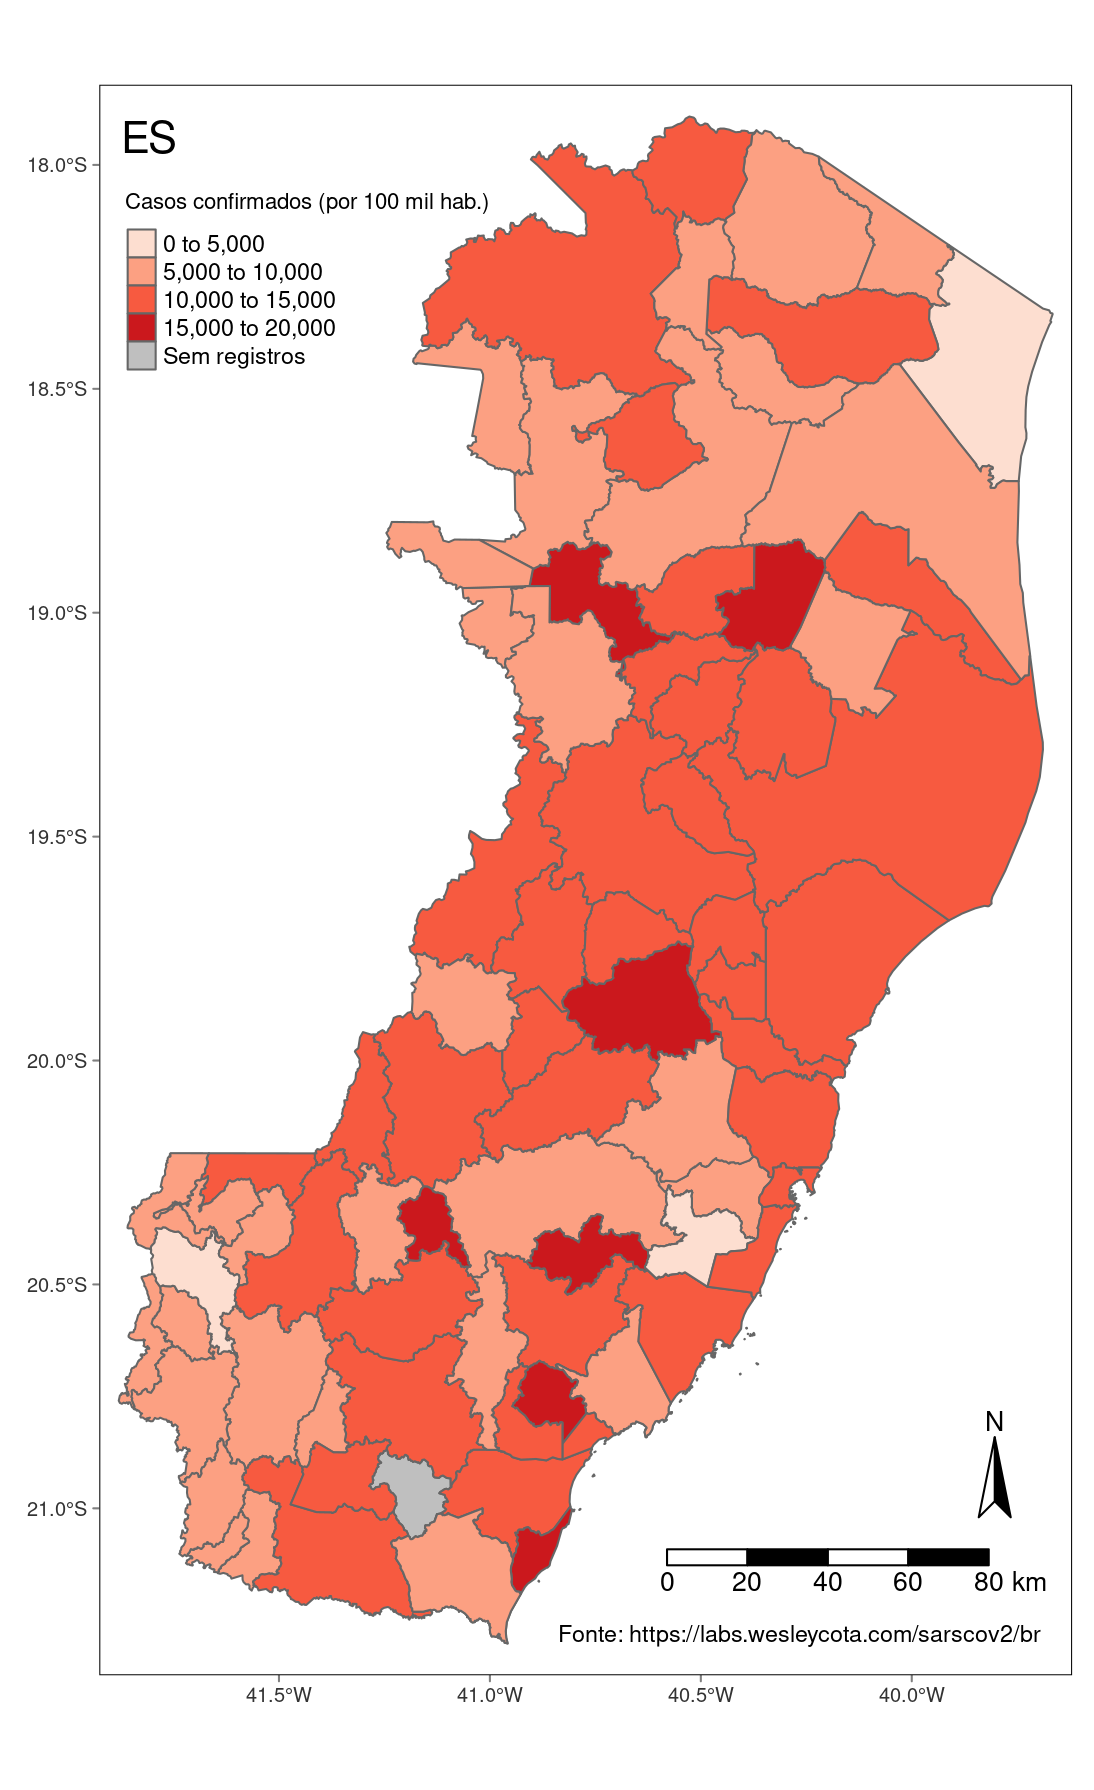 ES
Casos confirmados (por 100 mil hab.)
0 to 5,000
5,000 to 10,000
10,000 to 15,000
15,000 to 20,000
Sem registros
18.0°S
18.5°S
19.0°S
19.5°S
20.0°S
20.5°S
21.0°S
N
0 20 40 60 80 km
Fonte: https://labs.wesleycota.com/sarscov2/br
41.5°W 41.0°W 40.5°W 40.0°W